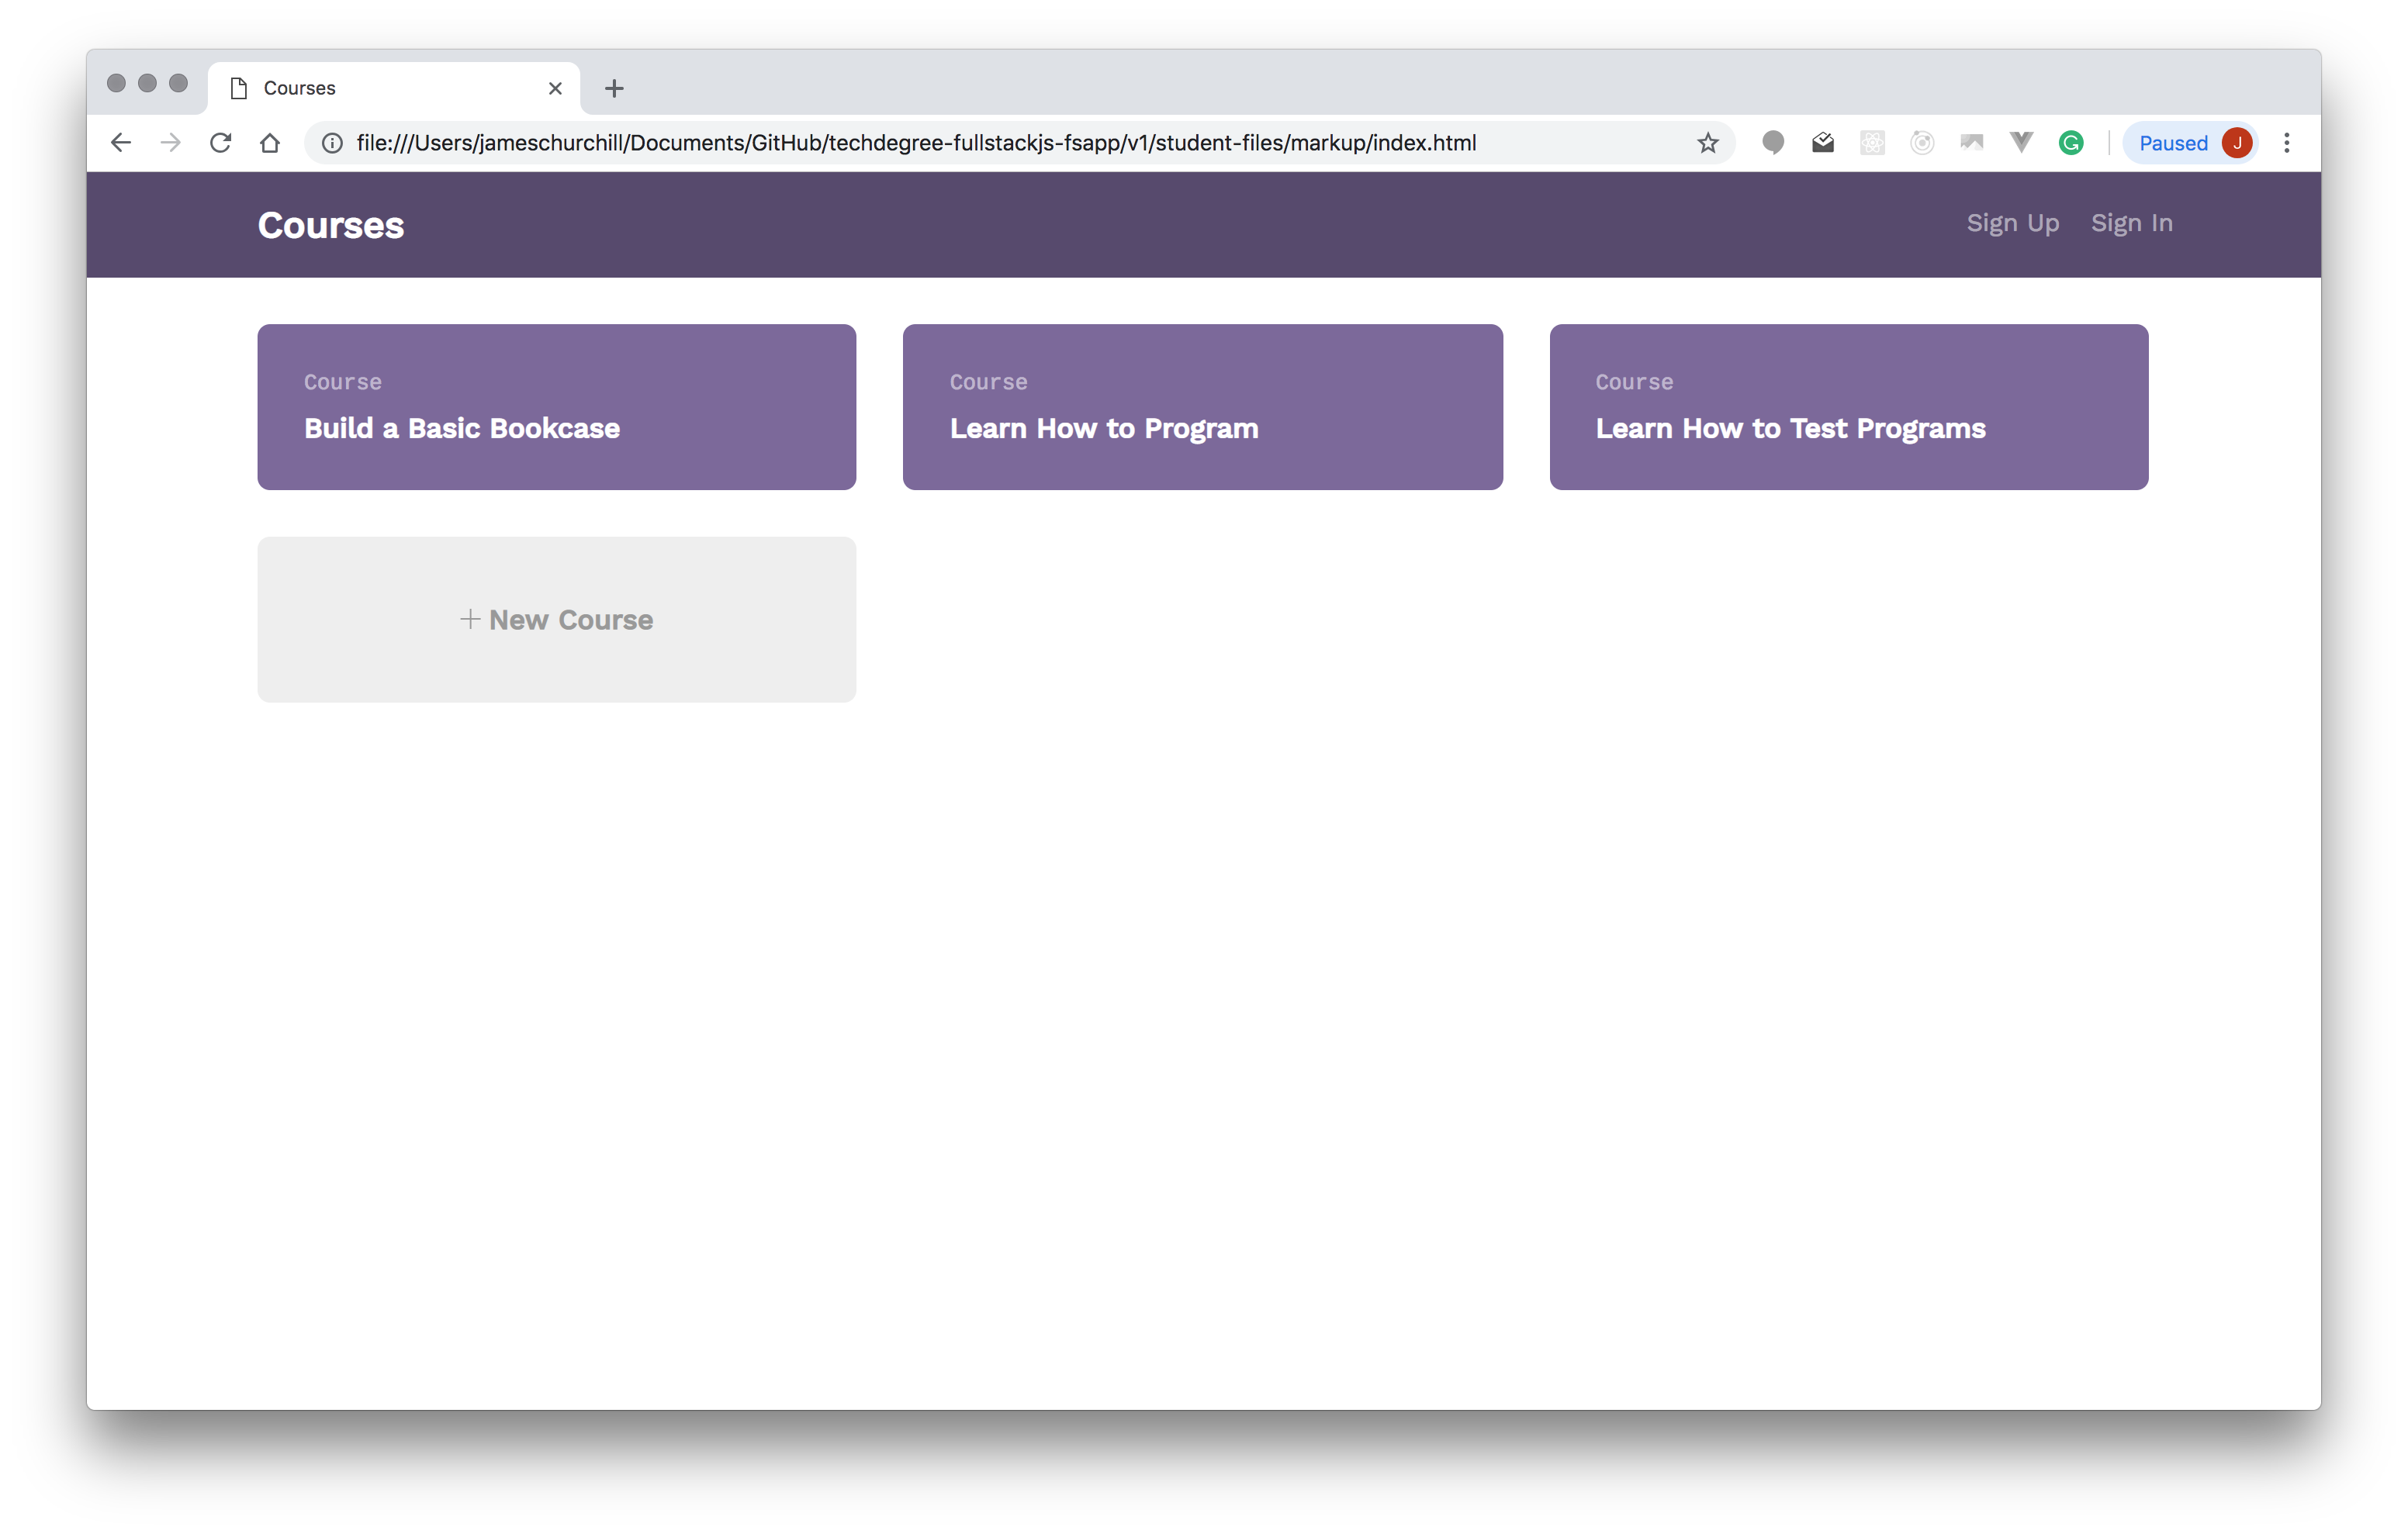 Courses
file:///Users/jameschurchill/Documents/GitHub/techdegree-fullstackjs-fsapp/v1/student-files/markup/index.html
Paused J
Courses
Sign Up Sign In
Course
Build a Basic Bookcase
Course
Learn How to Program
Course
Learn How to Test Programs
New Course